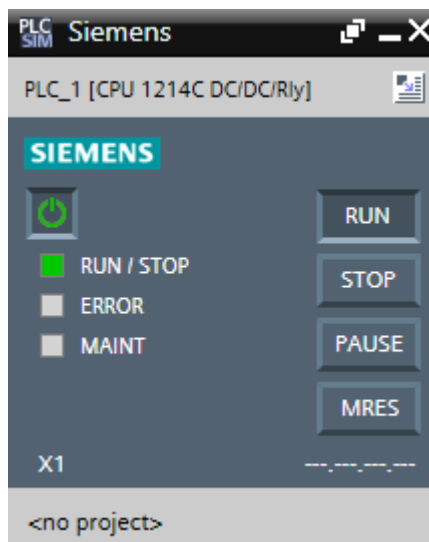 PLC SIM Siemens
PLC_1 [CPU 1214C DC/DC/Rly]
SIEMENS
RUN
RUN / STOP
STOP
ERROR
MAINT
PAUSE
MRES
X1 ---.---.---.---
<no project>